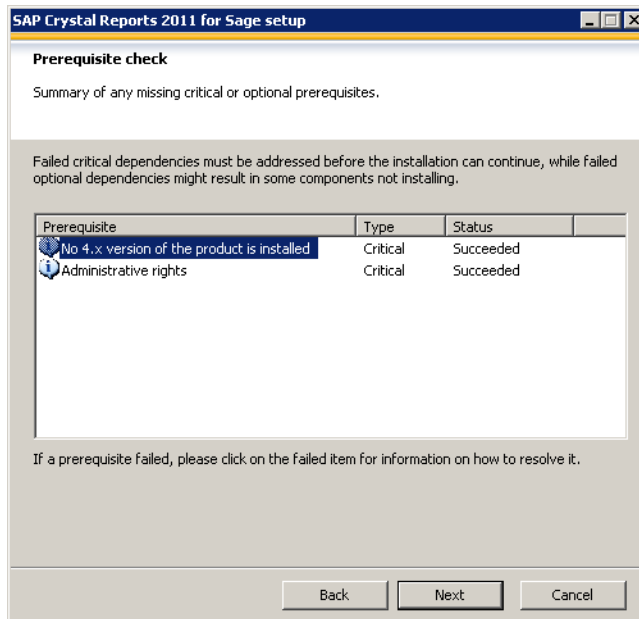 SAP Crystal Reports 2011 for Sage setup
Prerequisite check
Summary of any missing critical or optional prerequisites.
Failed critical dependencies must be addressed before the installation can continue, while failed
optional dependencies might result in some components not installing.
Prerequisite Type Status
No 4.x version of the product is installed Critical Succeeded
Administrative rights Critical Succeeded
If a prerequisite failed, please click on the failed item for information on how to resolve it.
Back Next Cancel